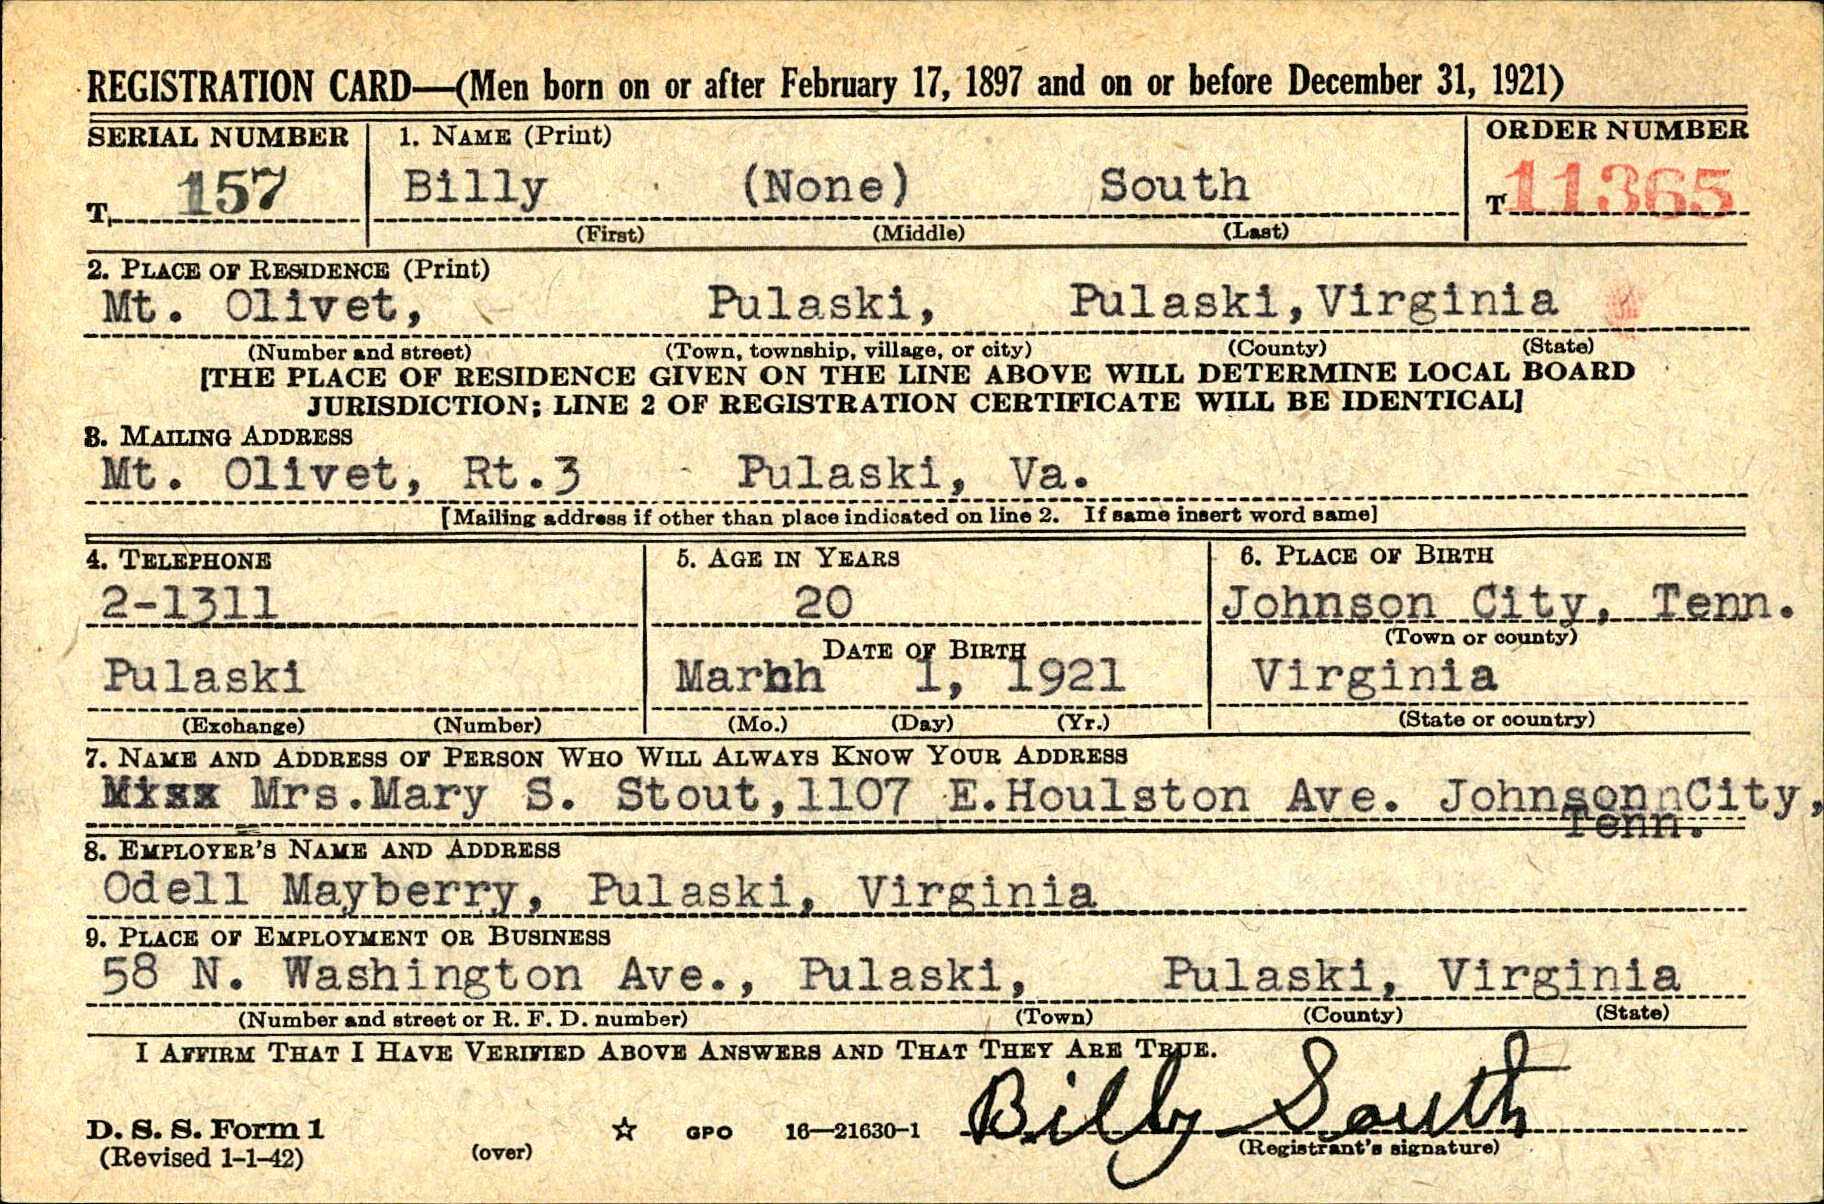 REGISTRATION CARD—(Men born on or after February 17, 1897 and on or before December 31, 1921)
SERIAL NUMBER 1. NAME (Print) ORDER NUMBER
T 157 Billy (None) South T 11365
(First) (Middle) (Last)
2. PLACE OF RESIDENCE (Print)
Mt. Olivet, Pulaski, Pulaski, Virginia
(Number and street) (Town, township, village, or city) (County) (State)
[THE PLACE OF RESIDENCE GIVEN ON THE LINE ABOVE WILL DETERMINE LOCAL BOARD
JURISDICTION; LINE 2 OF REGISTRATION CERTIFICATE WILL BE IDENTICAL]
3. MAILING ADDRESS
Mt. Olivet, Rt.3 Pulaski, Va.
[Mailing address if other than place indicated on line 2. If same insert word same]
4. TELEPHONE 5. AGE IN YEARS 6. PLACE OF BIRTH
2-1311 20 Johnson City, Tenn.
DATE OF BIRTH (Town or county)
Pulaski March 1, 1921 Virginia
(Exchange) (Number) (Mo.) (Day) (Yr.) (State or country)
7. NAME AND ADDRESS OF PERSON WHO WILL ALWAYS KNOW YOUR ADDRESS
Mrs.Mary S. Stout,1107 E.Houlston Ave. Johnson City,
Tenn.
8. EMPLOYER'S NAME AND ADDRESS
Odell Mayberry, Pulaski, Virginia
9. PLACE OF EMPLOYMENT OR BUSINESS
58 N. Washington Ave., Pulaski, Pulaski, Virginia
(Number and street or R. F. D. number) (Town) (County) (State)
I AFFIRM THAT I HAVE VERIFIED ABOVE ANSWERS AND THAT THEY ARE TRUE.
Billy South
D. S. S. Form 1
(Revised 1-1-42) (over) ☆ GPO 16—21630-1 (Registrant's signature)